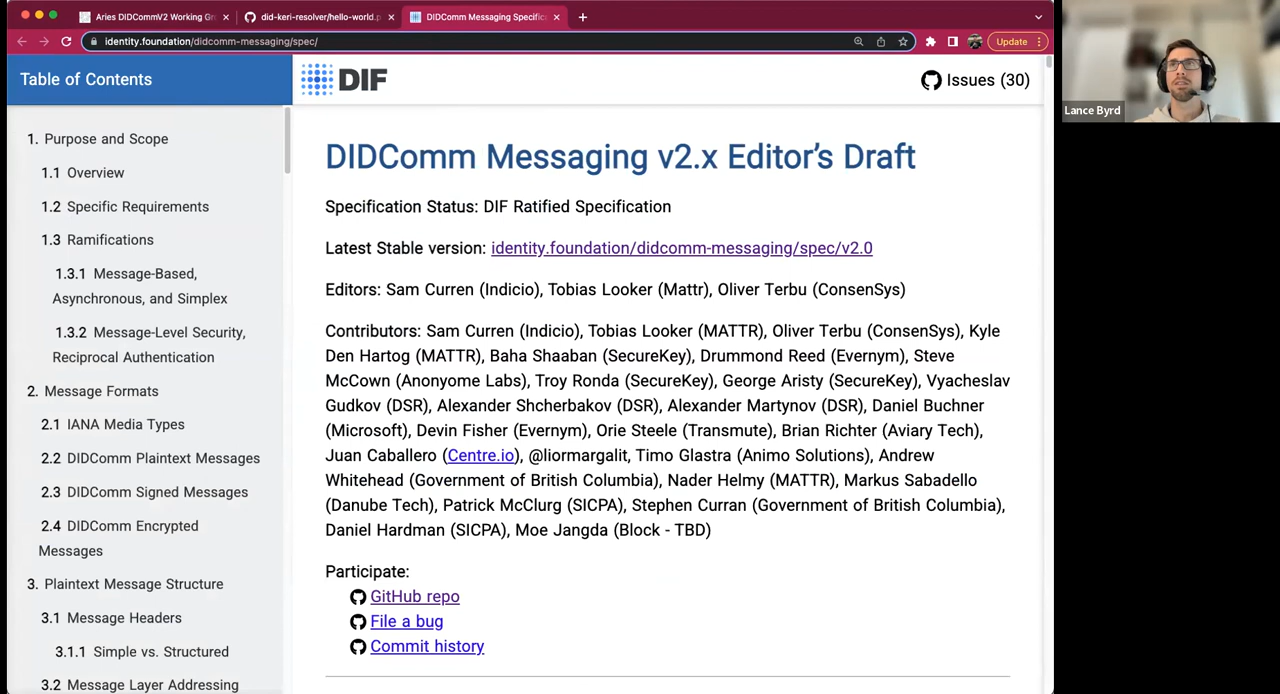 Aries DIDCommV2 Working Gr
did-keri-resolver/hello-world.p
DIDComm Messaging Specific
identity.foundation/didcomm-messaging/spec/
Update
Table of Contents
DIF
Issues (30)
1. Purpose and Scope
1.1 Overview
1.2 Specific Requirements
1.3 Ramifications
1.3.1 Message-Based,
Asynchronous, and Simplex
1.3.2 Message-Level Security,
Reciprocal Authentication
2. Message Formats
2.1 IANA Media Types
2.2 DIDComm Plaintext Messages
2.3 DIDComm Signed Messages
2.4 DIDComm Encrypted
Messages
3. Plaintext Message Structure
3.1 Message Headers
3.1.1 Simple vs. Structured
3.2 Message Layer Addressing
DIDComm Messaging v2.x Editor’s Draft
Specification Status: DIF Ratified Specification
Latest Stable version: identity.foundation/didcomm-messaging/spec/v2.0
Editors: Sam Curren (Indicio), Tobias Looker (Mattr), Oliver Terbu (ConsenSys)
Contributors: Sam Curren (Indicio), Tobias Looker (MATTR), Oliver Terbu (ConsenSys), Kyle
Den Hartog (MATTR), Baha Shaaban (SecureKey), Drummond Reed (Evernym), Steve
McCown (Anonyome Labs), Troy Ronda (SecureKey), George Aristy (SecureKey), Vyacheslav
Gudkov (DSR), Alexander Shcherbakov (DSR), Alexander Martynov (DSR), Daniel Buchner
(Microsoft), Devin Fisher (Evernym), Orie Steele (Transmute), Brian Richter (Aviary Tech),
Juan Caballero (Centre.io), @liormargalit, Timo Glastra (Animo Solutions), Andrew
Whitehead (Government of British Columbia), Nader Helmy (MATTR), Markus Sabadello
(Danube Tech), Patrick McClurg (SICPA), Stephen Curran (Government of British Columbia),
Daniel Hardman (SICPA), Moe Jangda (Block - TBD)
Participate:
GitHub repo
File a bug
Commit history
Lance Byrd